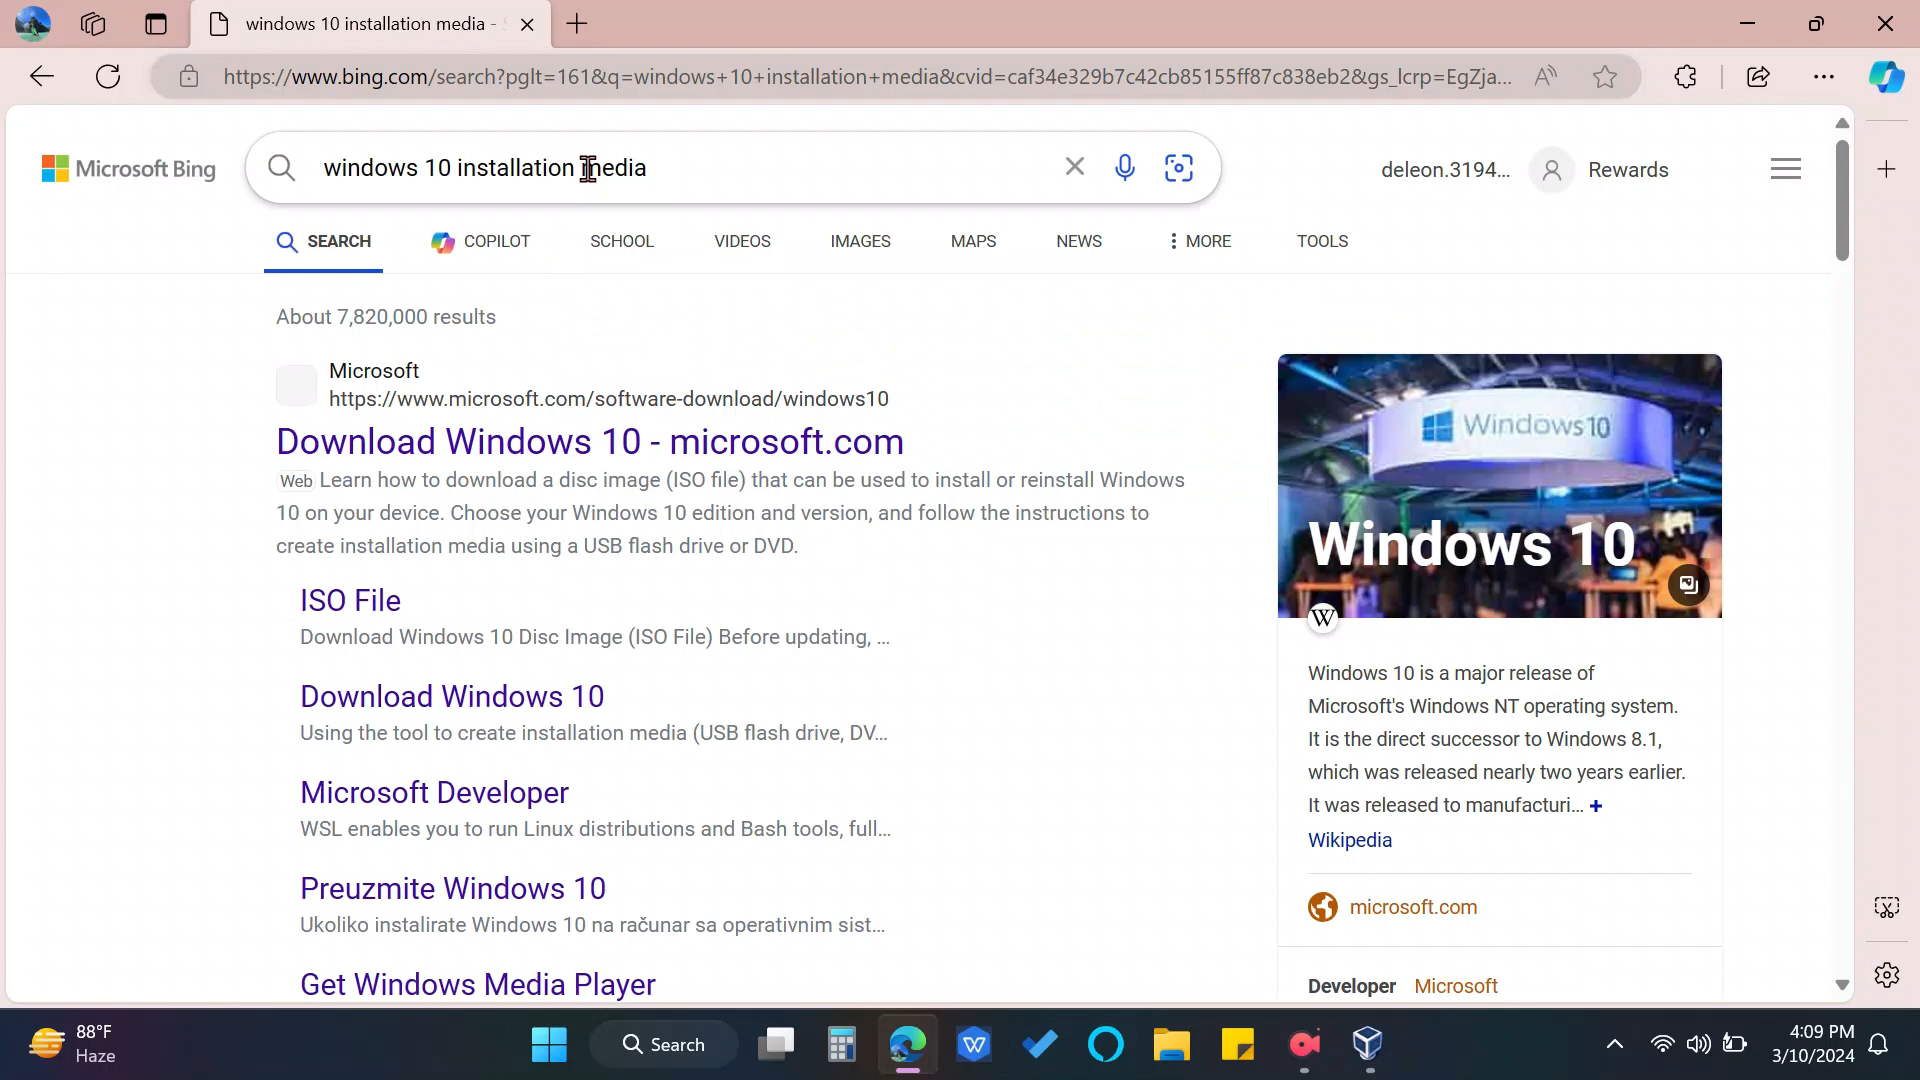 windows 10 installation media - S
https://www.bing.com/search?pglt=161&q=windows+10+installation+media&cvid=caf34e329b7c42cb85155ff87c838eb2&gs_lcrp=EgZja...
Microsoft Bing
windows 10 installation media
deleon.3194...
Rewards
SEARCH
COPILOT
SCHOOL
VIDEOS
IMAGES
MAPS
NEWS
MORE
TOOLS
About 7,820,000 results
Microsoft
https://www.microsoft.com/software-download/windows10
Download Windows 10 - microsoft.com
Web Learn how to download a disc image (ISO file) that can be used to install or reinstall Windows
10 on your device. Choose your Windows 10 edition and version, and follow the instructions to
create installation media using a USB flash drive or DVD.
ISO File
Download Windows 10 Disc Image (ISO File) Before updating, ...
Download Windows 10
Using the tool to create installation media (USB flash drive, DV...
Microsoft Developer
WSL enables you to run Linux distributions and Bash tools, full...
Preuzmite Windows 10
Ukoliko instalirate Windows 10 na računar sa operativnim sist...
Get Windows Media Player
Windows10
Windows 10
W
Windows 10 is a major release of
Microsoft's Windows NT operating system.
It is the direct successor to Windows 8.1,
which was released nearly two years earlier.
It was released to manufacturi... +
Wikipedia
microsoft.com
Developer Microsoft
88°F
Haze
Search
W
4:09 PM
3/10/2024